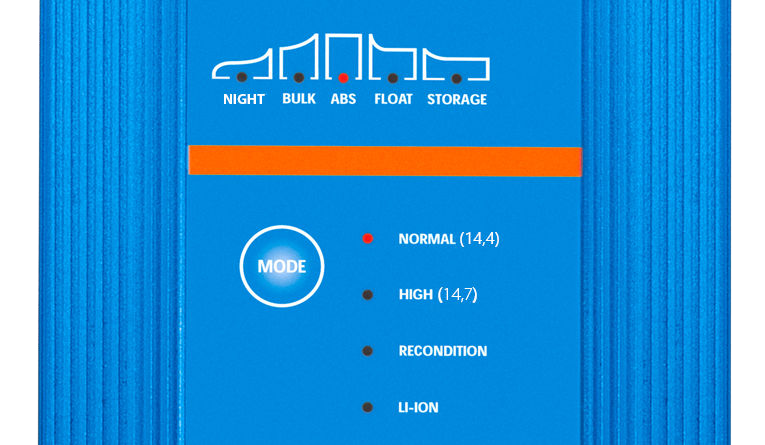 NIGHT BULK ABS FLOAT STORAGE
MODE
NORMAL (14,4)
HIGH (14,7)
RECONDITION
LI-ION